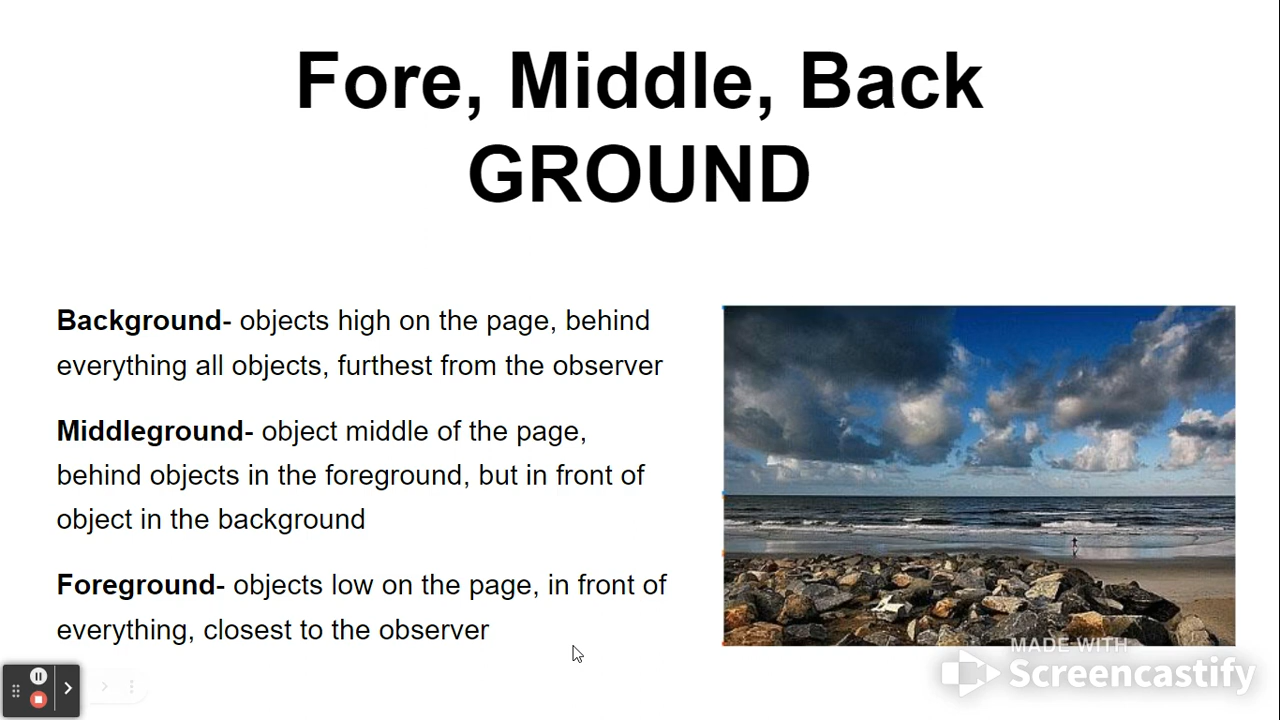 Fore, Middle, Back
GROUND
Background- objects high on the page, behind
everything all objects, furthest from the observer
Middleground- object middle of the page,
behind objects in the foreground, but in front of
object in the background
Foreground- objects low on the page, in front of
everything, closest to the observer
MADE WITH
Screencastify